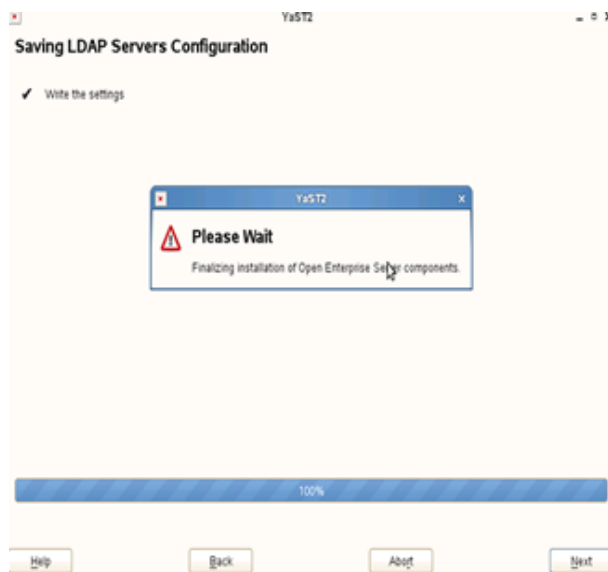 YaST2
Saving LDAP Servers Configuration
✓ Write the settings
YaST2
Please Wait
Finalizing installation of Open Enterprise Server components.
100%
Help Back Abort Next